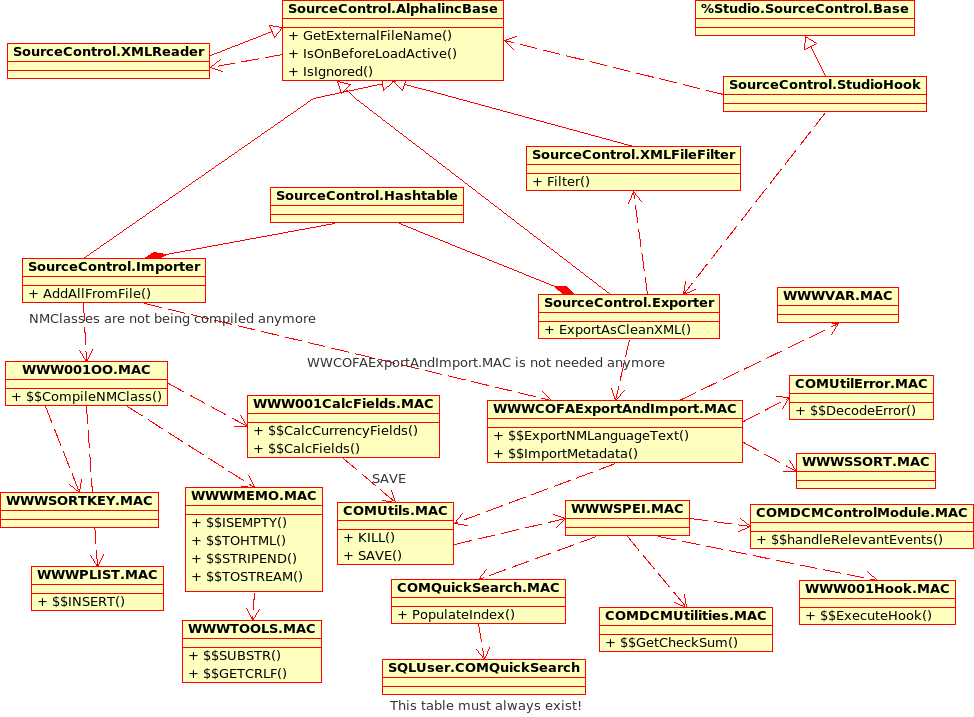 SourceControl.AlphalincBase
+ GetExternalFileName()
+ IsOnBeforeLoadActive()
+ IsIgnored()
%Studio.SourceControl.Base
SourceControl.XMLReader
SourceControl.StudioHook
SourceControl.XMLFileFilter
+ Filter()
SourceControl.Hashtable
SourceControl.Importer
+ AddAllFromFile()
SourceControl.Exporter
+ ExportAsCleanXML()
WWWVAR.MAC
NMClasses are not being compiled anymore
WWCOFAExportAndImport.MAC is not needed anymore
WWW001OO.MAC
+ $$CompileNMClass()
COMUtilError.MAC
+ $$DecodeError()
WWW001CalcFields.MAC
+ $$CalcCurrencyFields()
+ $$CalcFields()
WWWCOFAExportAndImport.MAC
+ $$ExportNMLanguageText()
+ $$ImportMetadata()
WWWSSORT.MAC
SAVE
WWWSORTKEY.MAC
WWWMEMO.MAC
+ $$ISEMPTY()
+ $$TOHTML()
+ $$STRIPEND()
+ $$TOSTREAM()
COMUtils.MAC
+ KILL()
+ SAVE()
WWWSPEI.MAC
COMDCMControlModule.MAC
+ $$handleRelevantEvents()
WWWPLIST.MAC
+ $$INSERT()
COMQuickSearch.MAC
+ PopulateIndex()
WWW001Hook.MAC
+ $$ExecuteHook()
COMDCMUtilities.MAC
+ $$GetCheckSum()
WWWTOOLS.MAC
+ $$SUBSTR()
+ $$GETCRLF()
SQLUser.COMQuickSearch
This table must always exist!